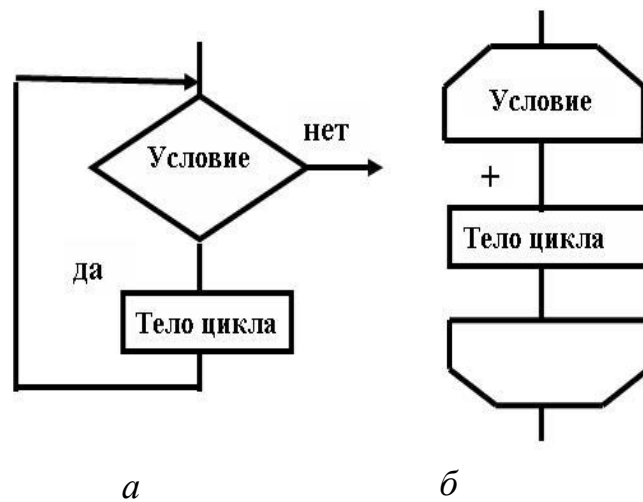 Условие
нет
да
Тело цикла
а
Условие
+
Тело цикла
б